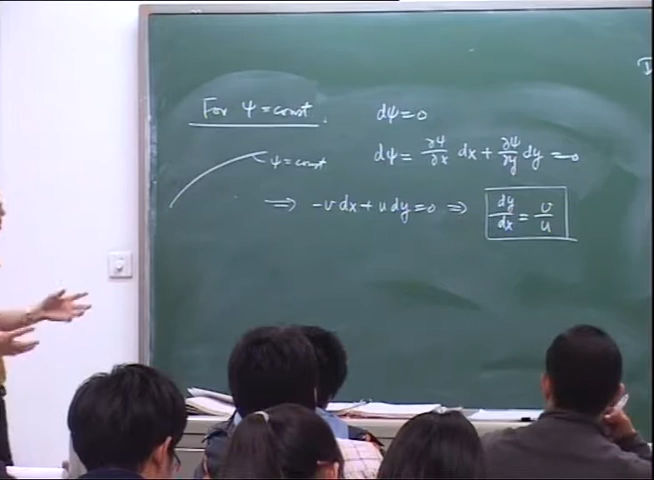 For ψ = const. dψ = 0
ψ = const dψ = ∂ψ/∂x dx + ∂ψ/∂y dy = 0
⇒ -v dx + u dy = 0 ⇒ dy/dx = v/u